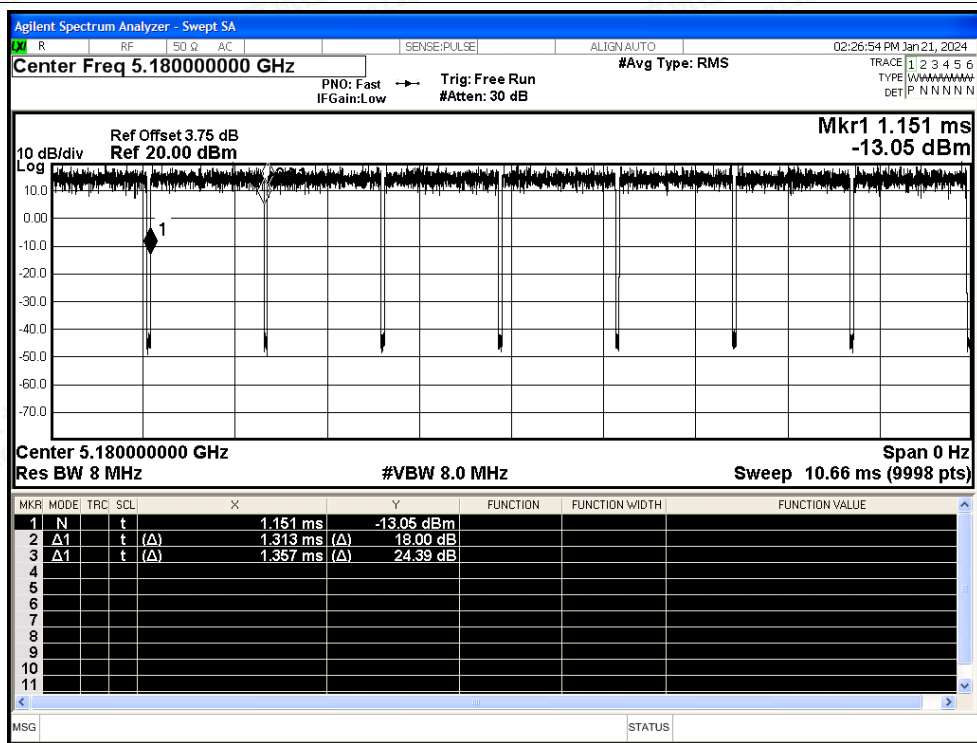 Agilent Spectrum Analyzer - Swept SA
LXI R RF 50 Ω AC SENSE:PULSE ALIGN AUTO 02:26:54 PM Jan 21, 2024
Center Freq 5.180000000 GHz #Avg Type: RMS TRACE 1 2 3 4 5 6
PNO: Fast Trig: Free Run TYPE
IFGain:Low #Atten: 30 dB DET P N N N N N
Mkr1 1.151 ms
-13.05 dBm
Ref Offset 3.75 dB
10 dB/div Ref 20.00 dBm
Log
10.0
0.00
1
-10.0
-20.0
-30.0
-40.0
-50.0
-60.0
-70.0
Center 5.180000000 GHz Span 0 Hz
Res BW 8 MHz #VBW 8.0 MHz Sweep 10.66 ms (9998 pts)
MKR MODE TRC SCL X Y FUNCTION FUNCTION WIDTH FUNCTION VALUE
1 N t 1.151 ms -13.05 dBm
2 Δ1 t (Δ) 1.313 ms (Δ) 18.00 dB
3 Δ1 t (Δ) 1.357 ms (Δ) 24.39 dB
4
5
6
7
8
9
10
11
MSG STATUS